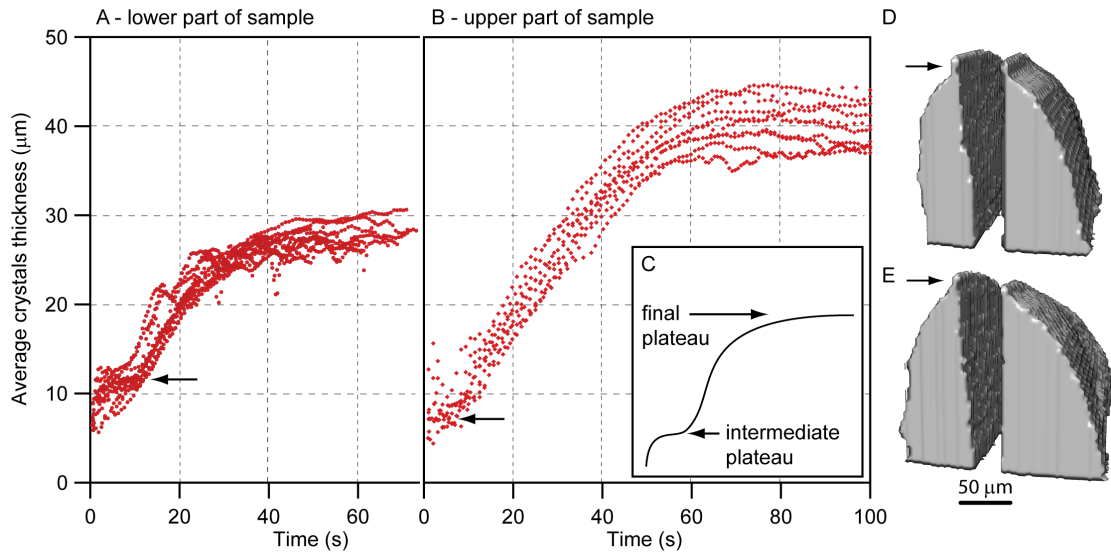 A - lower part of sample
B - upper part of sample
D
50
40
30
20
10
0
Average crystals thickness (μm)
0
20
40
60
Time (s)
0
20
40
60
80
100
Time (s)
C
final
plateau
intermediate
plateau
E
50 μm